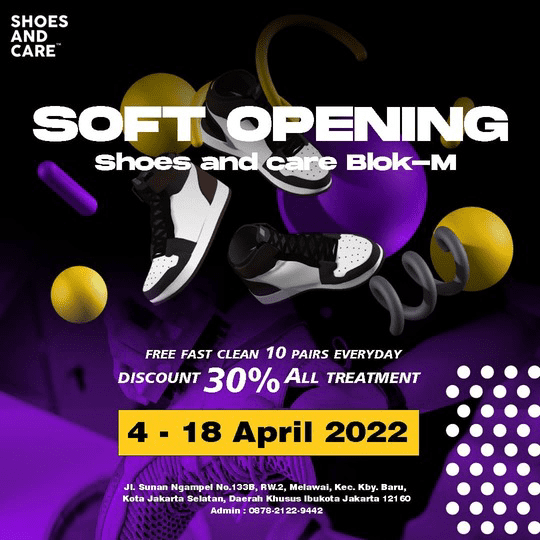 SHOES
AND
CARE™
SOFT OPENING
Shoes and care Blok-M
FREE FAST CLEAN 10 PAIRS EVERYDAY
DISCOUNT 30% ALL TREATMENT
4 - 18 April 2022
Jl. Sunan Ngampel No.133B, RW.2, Melawai, Kec. Kby. Baru,
Kota Jakarta Selatan, Daerah Khusus Ibukota Jakarta 12160
Admin : 0878-2122-9442